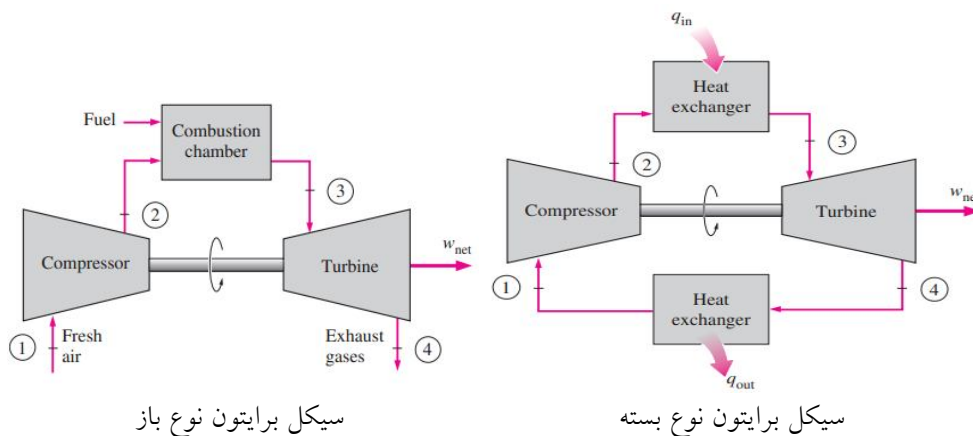 Fuel
Combustion
chamber
②
③
Compressor
Turbine
w_net
①
Fresh
air
Exhaust
gases
④
سیکل برایتون نوع باز
q_in
Heat
exchanger
②
③
Compressor
Turbine
w_ne
①
Heat
exchanger
④
q_out
سیکل برایتون نوع بسته